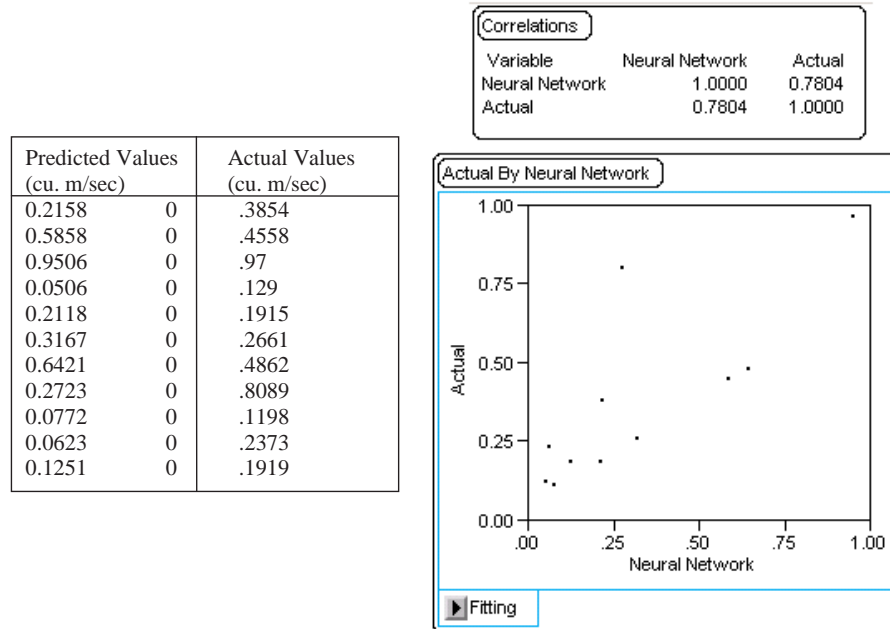 Predicted Values Actual Values
(cu. m/sec) (cu. m/sec)
0.2158 0 .3854
0.5858 0 .4558
0.9506 0 .97
0.0506 0 .129
0.2118 0 .1915
0.3167 0 .2661
0.6421 0 .4862
0.2723 0 .8089
0.0772 0 .1198
0.0623 0 .2373
0.1251 0 .1919
Correlations
Variable Neural Network Actual
Neural Network 1.0000 0.7804
Actual 0.7804 1.0000
Actual By Neural Network
1.00
0.75
0.50
0.25
0.00
Actual
.00 .25 .50 .75 1.00
Neural Network
Fitting